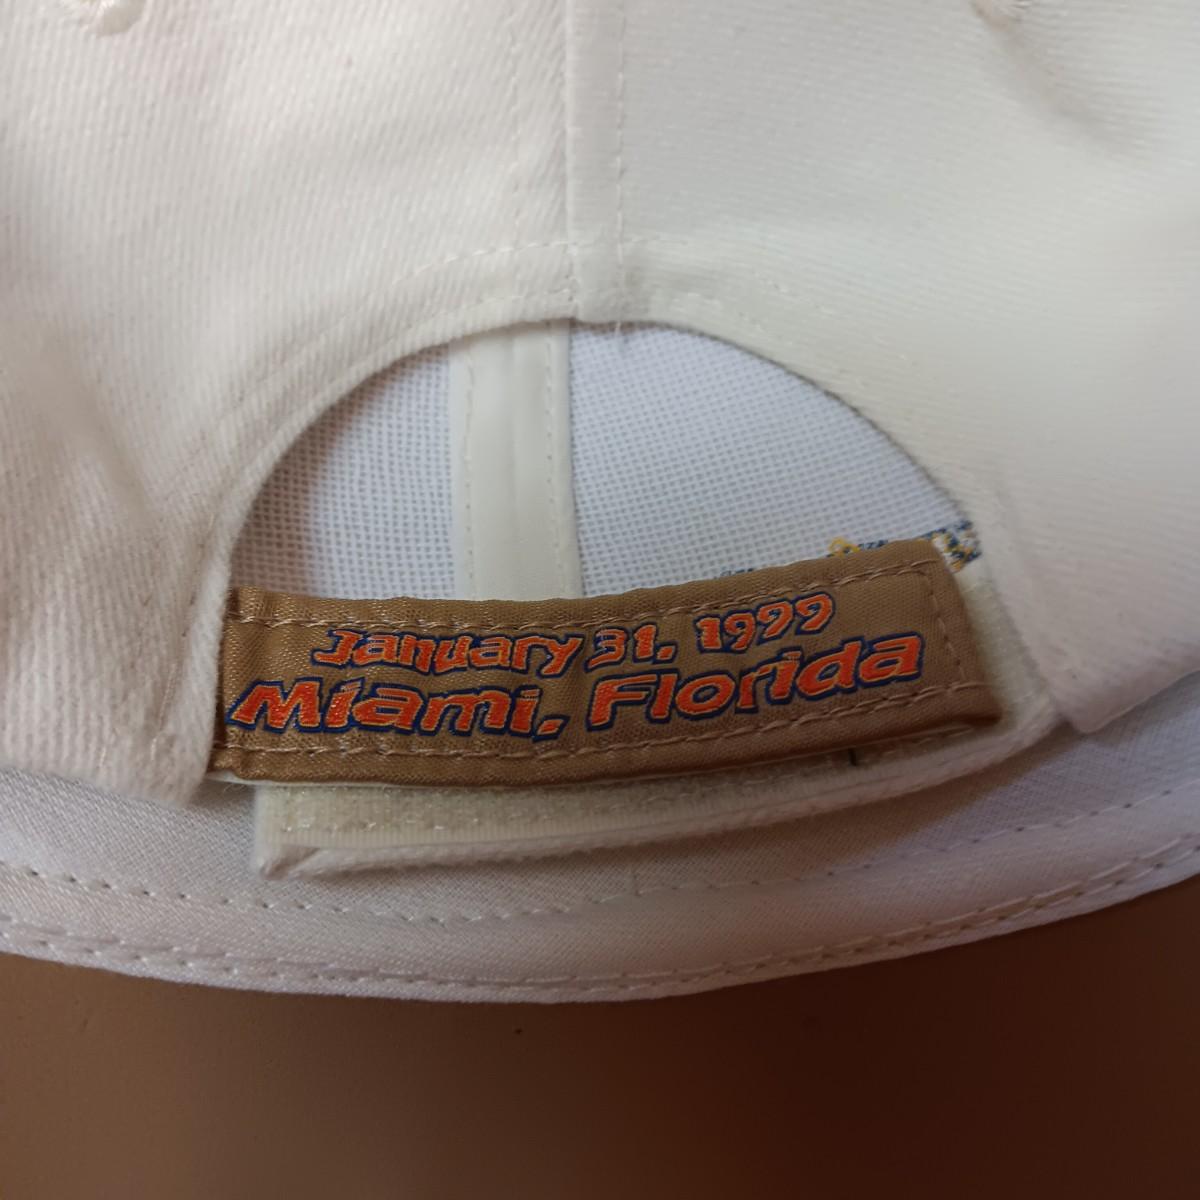 January 31, 1999
Miami, Florida